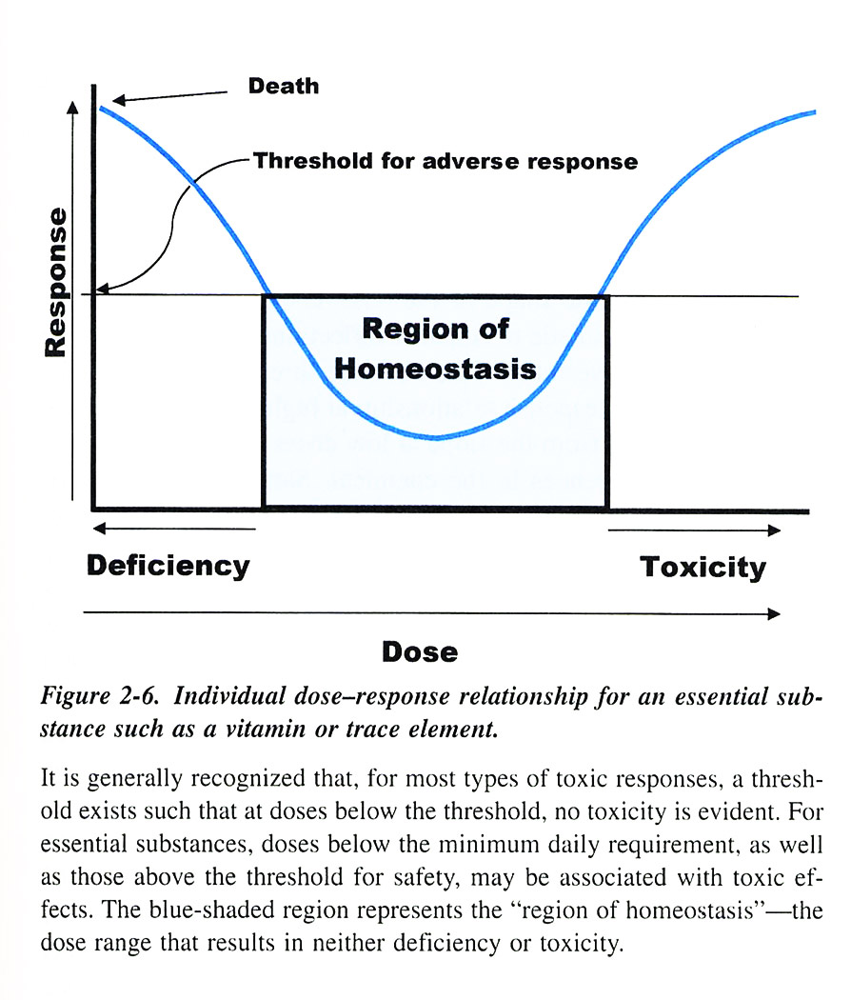 Death
Threshold for adverse response
Response
Region of
Homeostasis
Deficiency
Toxicity
Dose
Figure 2-6. Individual dose–response relationship for an essential sub-
stance such as a vitamin or trace element.
It is generally recognized that, for most types of toxic responses, a thresh-
old exists such that at doses below the threshold, no toxicity is evident. For
essential substances, doses below the minimum daily requirement, as well
as those above the threshold for safety, may be associated with toxic ef-
fects. The blue-shaded region represents the “region of homeostasis”—the
dose range that results in neither deficiency or toxicity.